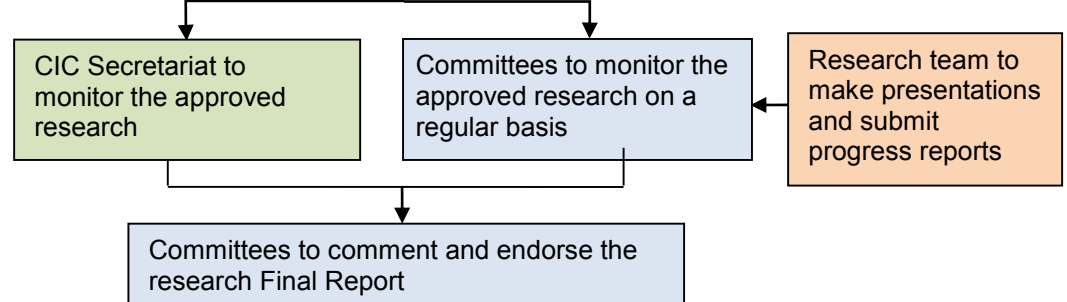 CIC Secretariat to
monitor the approved
research
Committees to monitor the
approved research on a
regular basis
Research team to
make presentations
and submit
progress reports
Committees to comment and endorse the
research Final Report